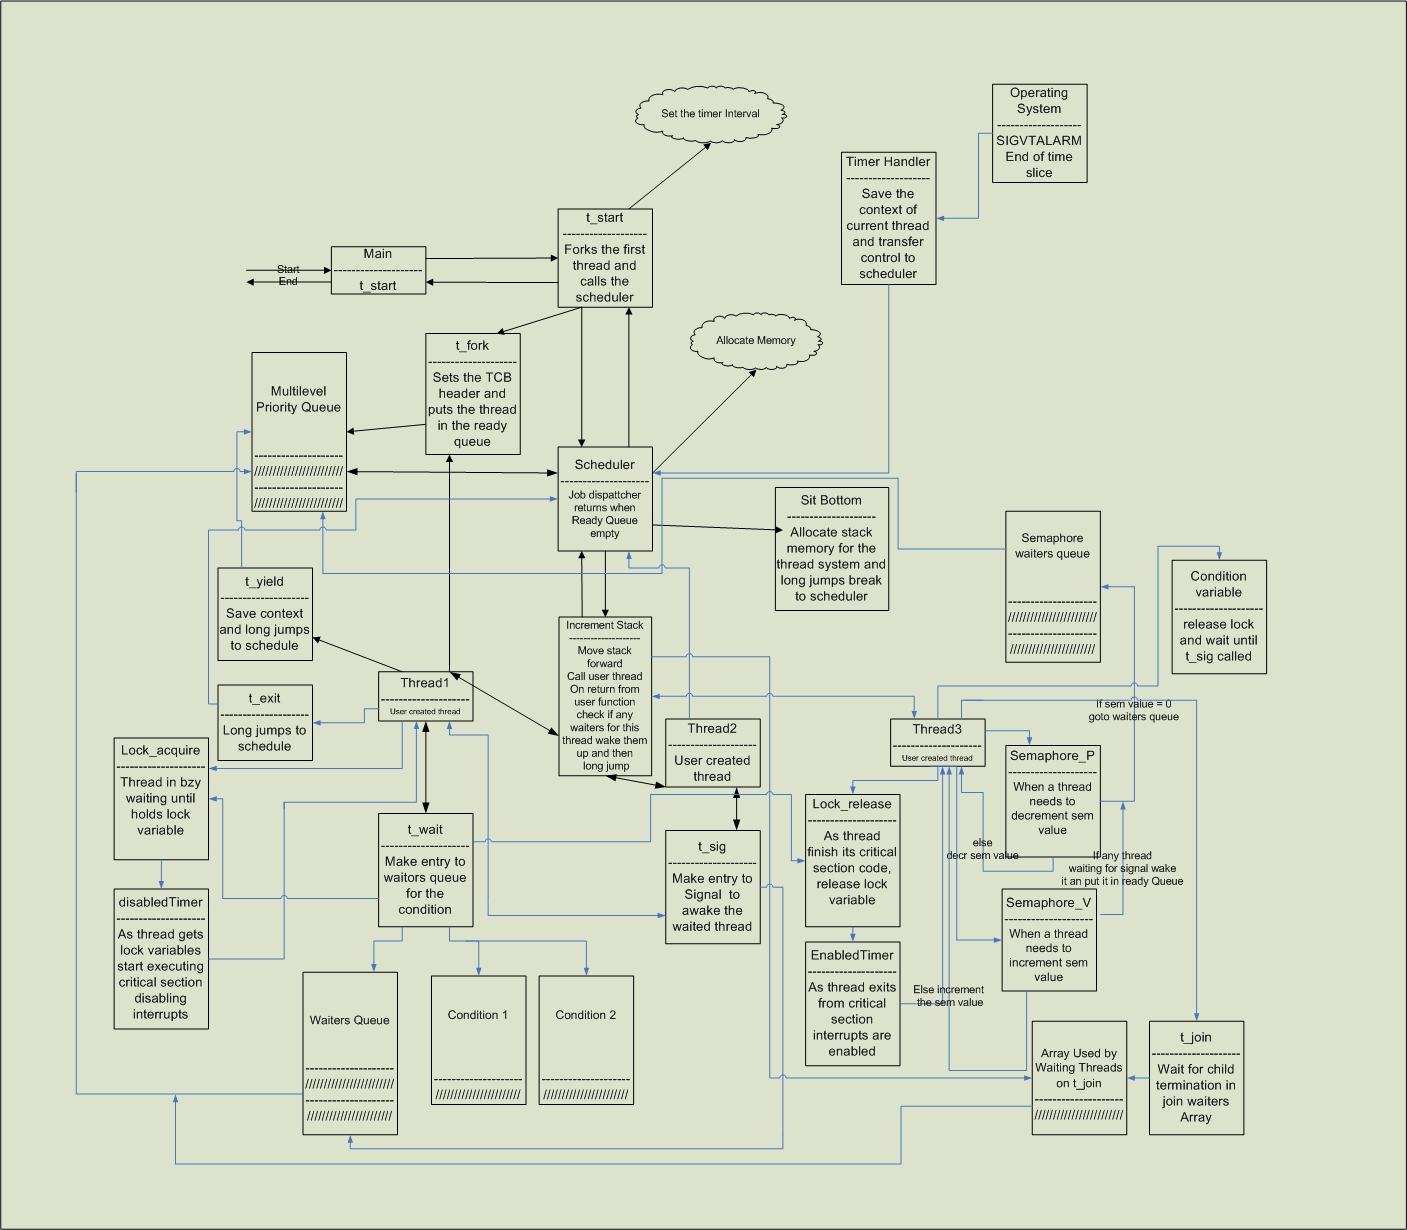 Set the timer Interval
Operating
System
SIGVTALARM
End of time
slice
Timer Handler
Save the
context of
current thread
and transfer
control to
scheduler
t_start
Forks the first
thread and
calls the
scheduler
Main
t_start
Start
End
Allocate Memory
t_fork
Sets the TCB
header and
puts the thread
in the ready
queue
Multilevel
Priority Queue
Scheduler
Job dispattcher
returns when
Ready Queue
empty
Sit Bottom
Allocate stack
memory for the
thread system and
long jumps break
to scheduler
Semaphore
waiters queue
Condition
variable
release lock
and wait until
t_sig called
t_yield
Save context
and long jumps
to schedule
Increment Stack
Move stack
forward
Call user thread
On return from
user function
check if any
waiters for this
thread wake them
up and then
long jump
Thread1
User created thread
t_exit
Long jumps to
schedule
Thread2
User created
thread
Thread3
User created thread
If sem value = 0
goto waiters queue
Lock_acquire
Thread in bzy
waiting until
holds lock
variable
Semaphore_P
When a thread
needs to
decrement sem
value
t_wait
Make entry to
waitors queue
for the
condition
t_sig
Make entry to
Signal to
awake the
waited thread
Lock_release
As thread
finish its critical
section code,
release lock
variable
else
decr sem value
If any thread
waiting for signal wake
it an put it in ready Queue
disabledTimer
As thread gets
lock variables
start executing
critical section
disabling
interrupts
Semaphore_V
When a thread
needs to
increment sem
value
EnabledTimer
As thread exits
from critical
section
interrupts are
enabled
Else increment
the sem value
Waiters Queue
Condition 1
Condition 2
Array Used by
Waiting Threads
on t_join
t_join
Wait for child
termination in
join waiters
Array